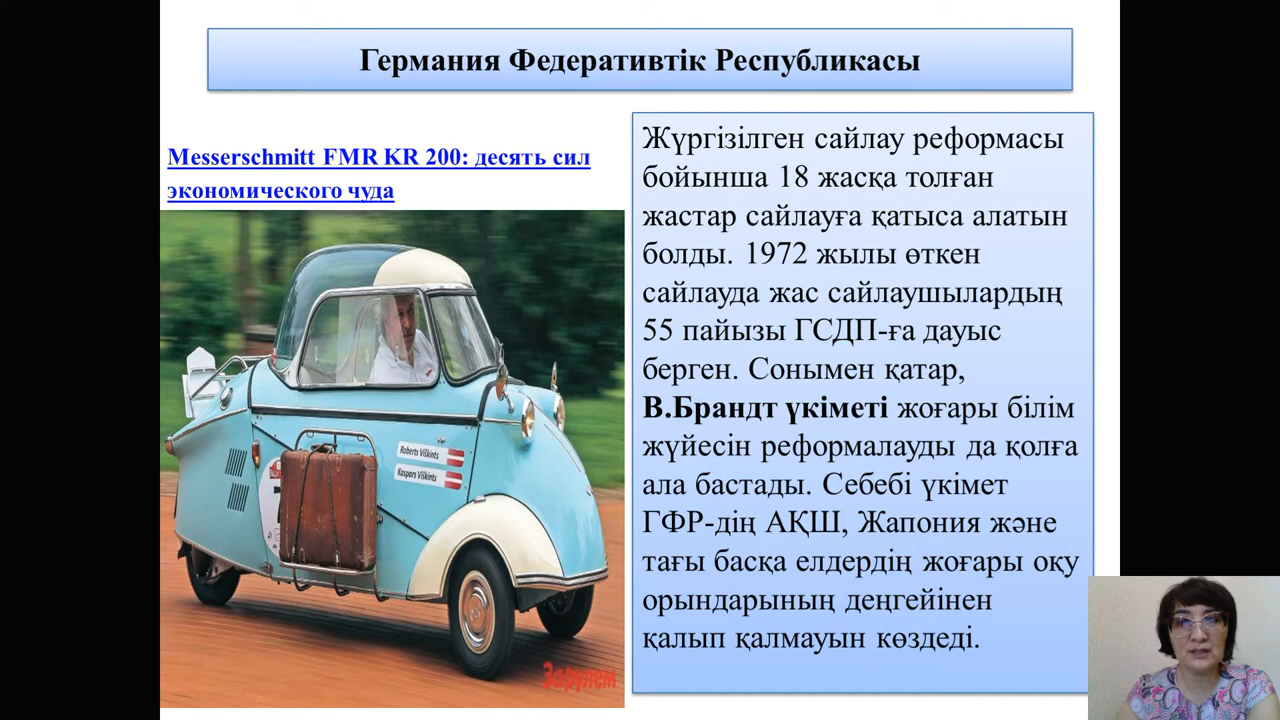 Германия Федеративтік Республикасы
Messerschmitt FMR KR 200: десять сил
экономического чуда
Roberts Vīškints
Kaspars Vīškints
За рулем
Жүргізілген сайлау реформасы
бойынша 18 жасқа толған
жастар сайлауға қатыса алатын
болды. 1972 жылы өткен
сайлауда жас сайлаушылардың
55 пайызы ГСДП-ға дауыс
берген. Сонымен қатар,
В.Брандт үкіметі жоғары білім
жүйесін реформалауды да қолға
ала бастады. Себебі үкімет
ГФР-дің АҚШ, Жапония және
тағы басқа елдердің жоғары оқу
орындарының деңгейінен
қалып қалмауын көздеді.